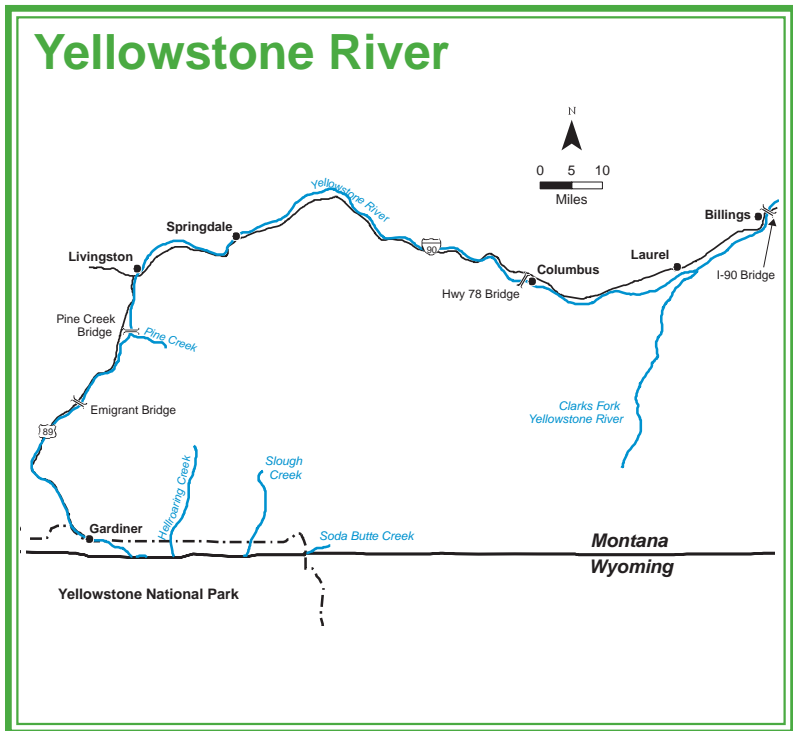 Yellowstone River
N
0 5 10
Miles
Yellowstone River
Springdale
Billings
Livingston
90
Laurel
Columbus
I-90 Bridge
Hwy 78 Bridge
Pine Creek
Bridge
Pine Creek
Emigrant Bridge
Clarks Fork
Yellowstone River
89
Hellroaring Creek
Slough
Creek
Gardiner
Soda Butte Creek
Montana
Wyoming
Yellowstone National Park